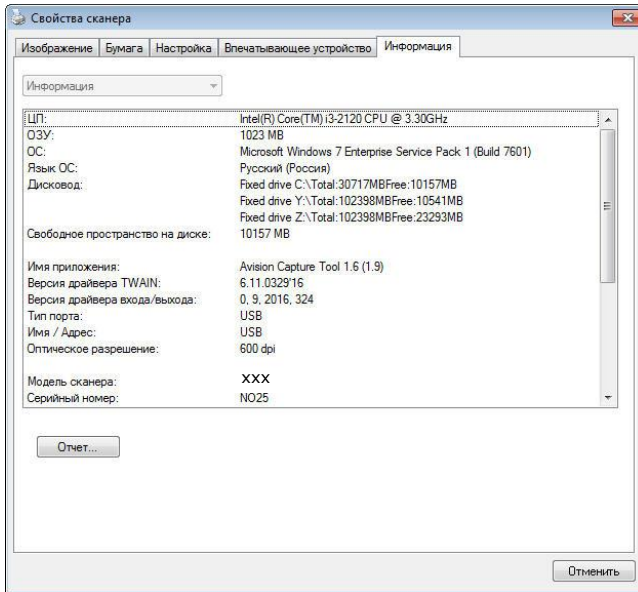 Свойства сканера
Изображение Бумага Настройка Впечатывающее устройство Информация
Информация
ЦП: Intel(R) Core(TM) i3-2120 CPU @ 3.30GHz
ОЗУ: 1023 MB
ОС: Microsoft Windows 7 Enterprise Service Pack 1 (Build 7601)
Язык ОС: Русский (Россия)
Дисковод: Fixed drive C:\Total:30717MBFree:10157MB
Fixed drive Y:\Total:102398MBFree:10541MB
Fixed drive Z:\Total:102398MBFree:23293MB
Свободное пространство на диске: 10157 MB
Имя приложения: Avision Capture Tool 1.6 (1.9)
Версия драйвера TWAIN: 6.11.0329'16
Версия драйвера входа/выхода: 0, 9, 2016, 324
Тип порта: USB
Имя / Адрес: USB
Оптическое разрешение: 600 dpi
Модель сканера: XXX
Серийный номер: NO25
Отчет...
Отменить